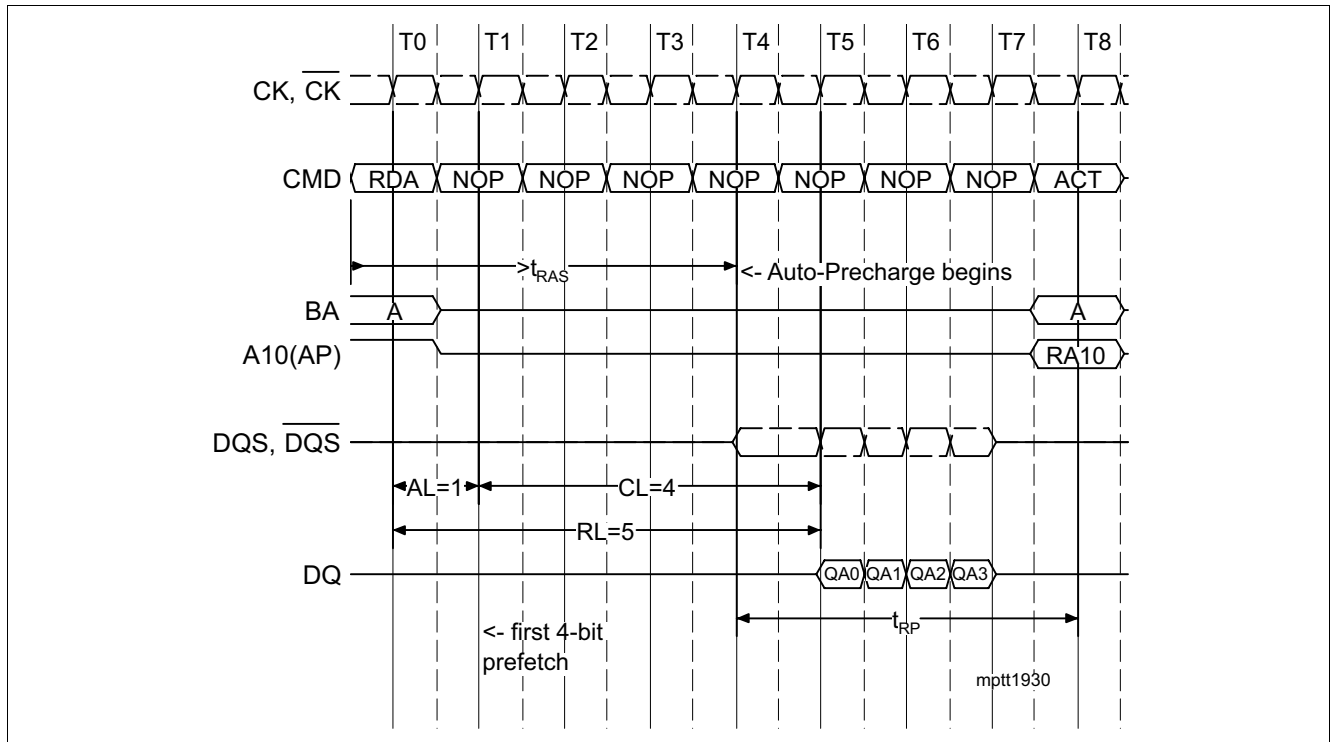 T0 T1 T2 T3 T4 T5 T6 T7 T8
CK, C̅K̅
CMD RDA NOP NOP NOP NOP NOP NOP NOP ACT
>tRAS <- Auto-Precharge begins
BA A A
A10(AP) RA10
DQS, D̅Q̅S̅
AL=1 CL=4
RL=5
DQ QA0 QA1 QA2 QA3
tRP
<- first 4-bit
prefetch
mptt1930